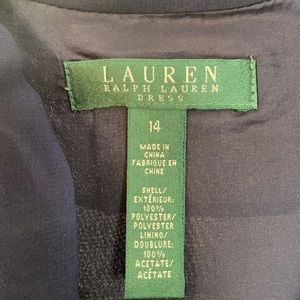 LAUREN
RALPH LAUREN
DRESS
14
MADE IN
CHINA
FABRIQUE EN
CHINE
SHELL/
EXTÉRIEUR:
100%
POLYESTER/
POLYESTER
LINING/
DOUBLURE:
100%
ACETATE/
ACÉTATE